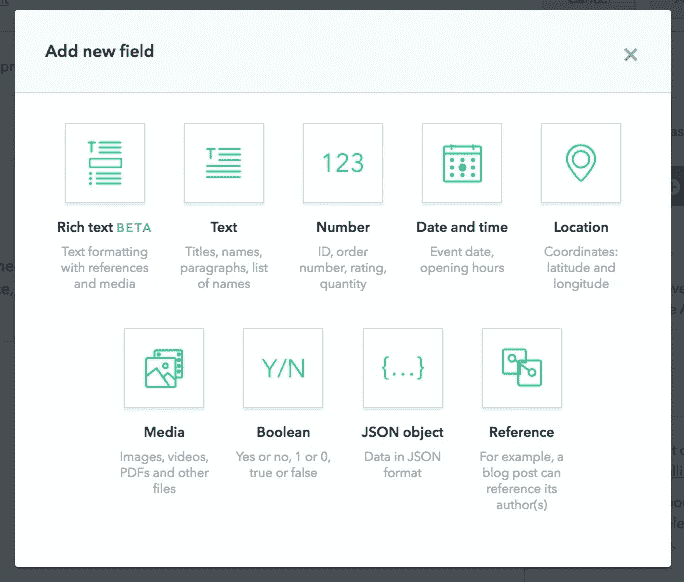 Add new field
123
Rich text BETA
Text
Number
Date and time
Location
Text formatting
with references
and media
Titles, names,
paragraphs, list
of names
ID, order
number, rating,
quantity
Event date,
opening hours
Coordinates:
latitude and
longitude
Y/N
{...}
Media
Boolean
JSON object
Reference
Images, videos,
PDFs and other
files
Yes or no, 1 or 0,
true or false
Data in JSON
format
For example, a
blog post can
reference its
author(s)